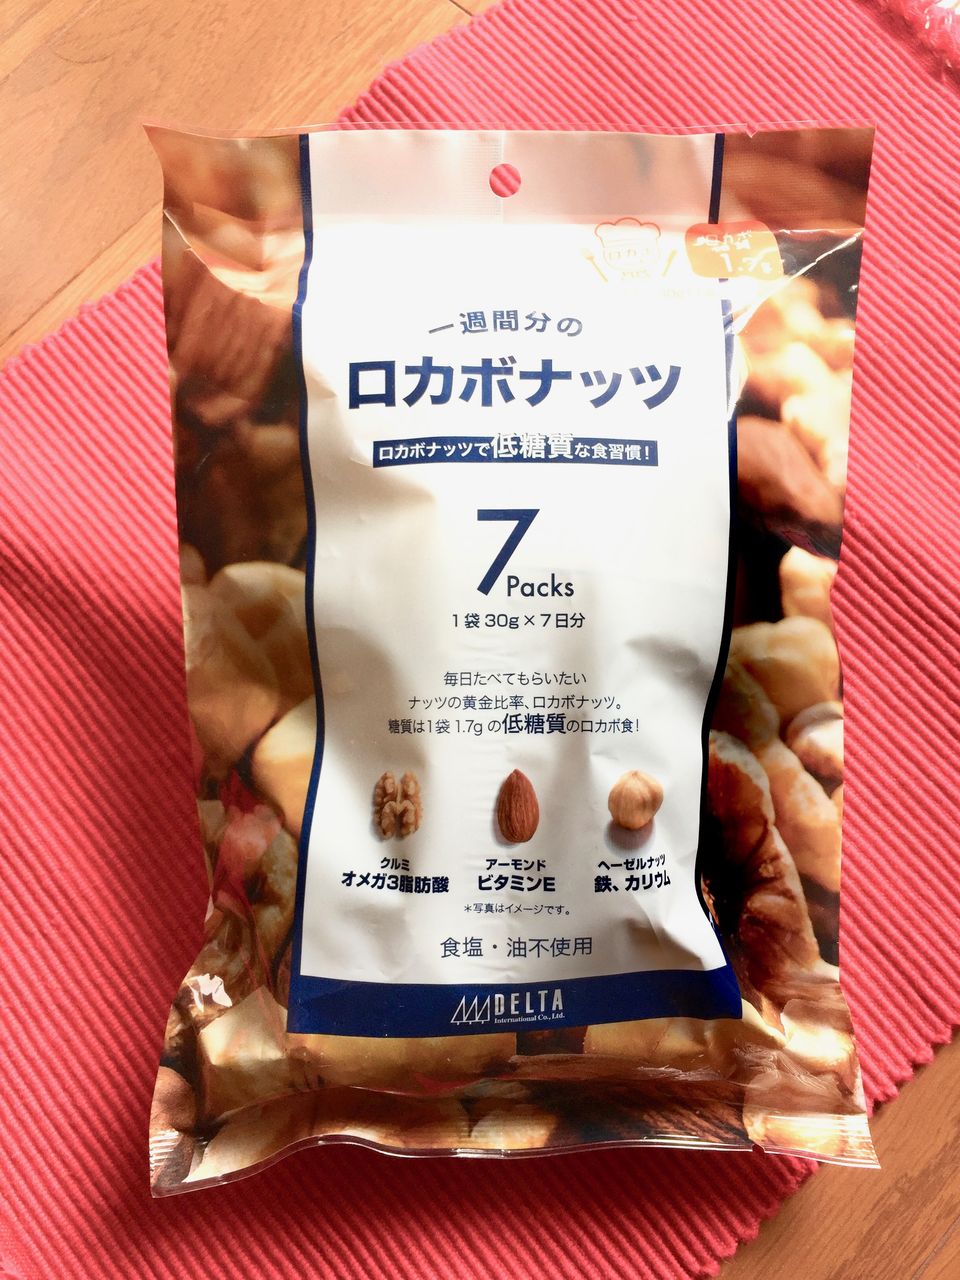 ロカボ
一週間分の
ロカボナッツ
ロカボナッツで低糖質な食習慣!
7
Packs
1袋30g×7日分
毎日たべてもらいたい
ナッツの黄金比率、ロカボナッツ。
糖質は1袋 1.7g の低糖質のロカボ食!
クルミ
オメガ3脂肪酸
アーモンド
ビタミンE
ヘーゼルナッツ
鉄、カリウム
*写真はイメージです。
食塩・油不使用
DELTA
International Co., Ltd.